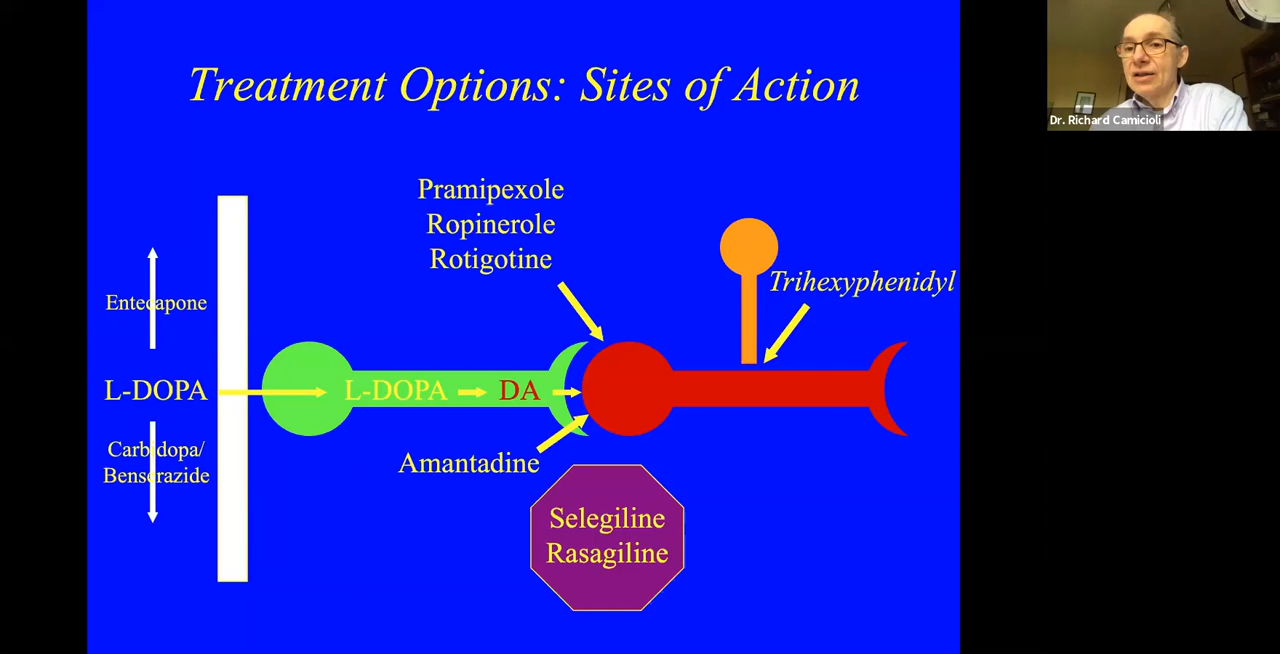 Treatment Options: Sites of Action
Dr. Richard Camicioli
Pramipexole
Ropinerole
Rotigotine
Trihexyphenidyl
Entecapone
L-DOPA
L-DOPA
DA
Carbidopa/
Benserazide
Amantadine
Selegiline
Rasagiline